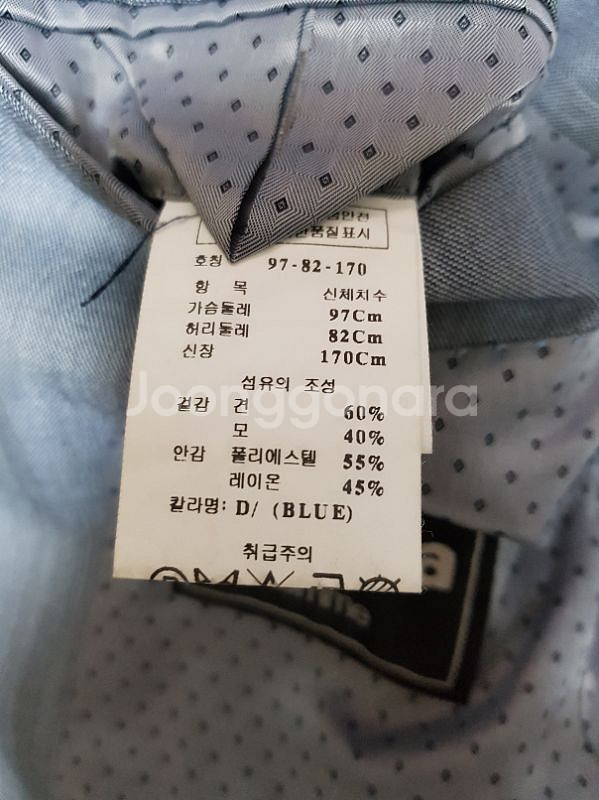 품질표시
호칭 97-82-170
항 목 신체치수
가슴둘레 97Cm
허리둘레 82Cm
신장 170Cm
섬유의 조성
Joonggonara
겉감 견 60%
모 40%
안감 폴리에스텔 55%
레이온 45%
칼라명: D/ (BLUE)
취급주의